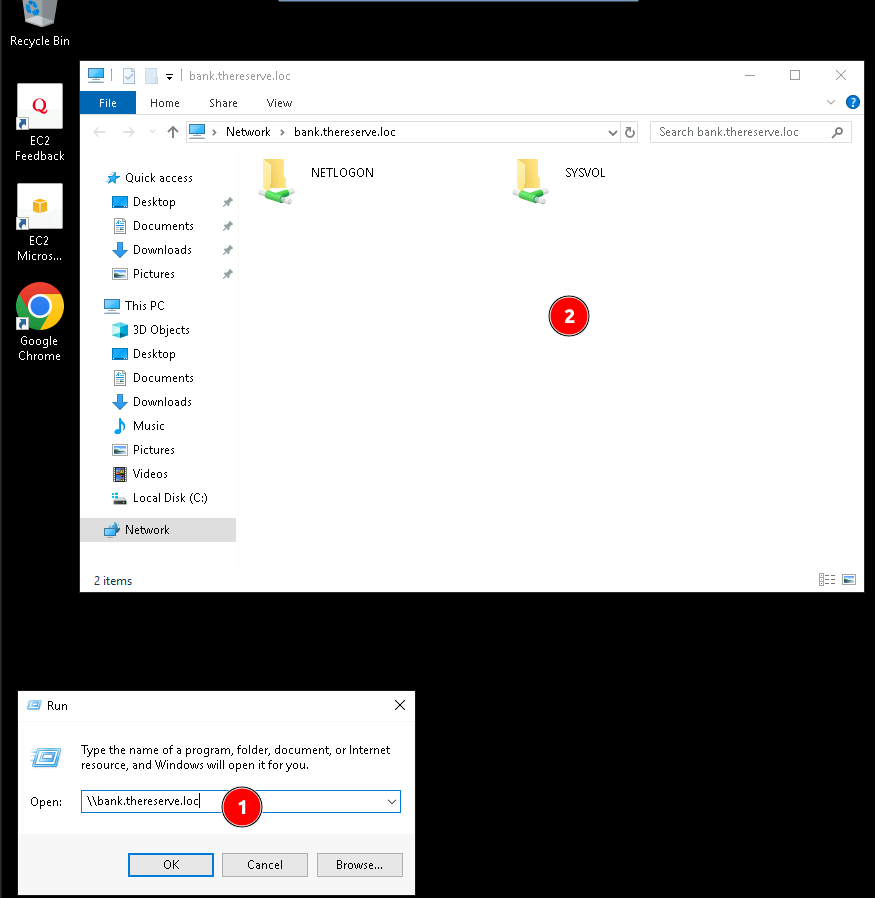 Recycle Bin
EC2
Feedback
EC2
Micros...
Google
Chrome
bank.thereserve.loc
File Home Share View
Network bank.thereserve.loc
Search bank.thereserve.loc
Quick access
Desktop
Documents
Downloads
Pictures
This PC
3D Objects
Desktop
Documents
Downloads
Music
Pictures
Videos
Local Disk (C:)
Network
NETLOGON
SYSVOL
2
2 items
Run
Type the name of a program, folder, document, or Internet
resource, and Windows will open it for you.
Open: \\bank.thereserve.loc
1
OK Cancel Browse...